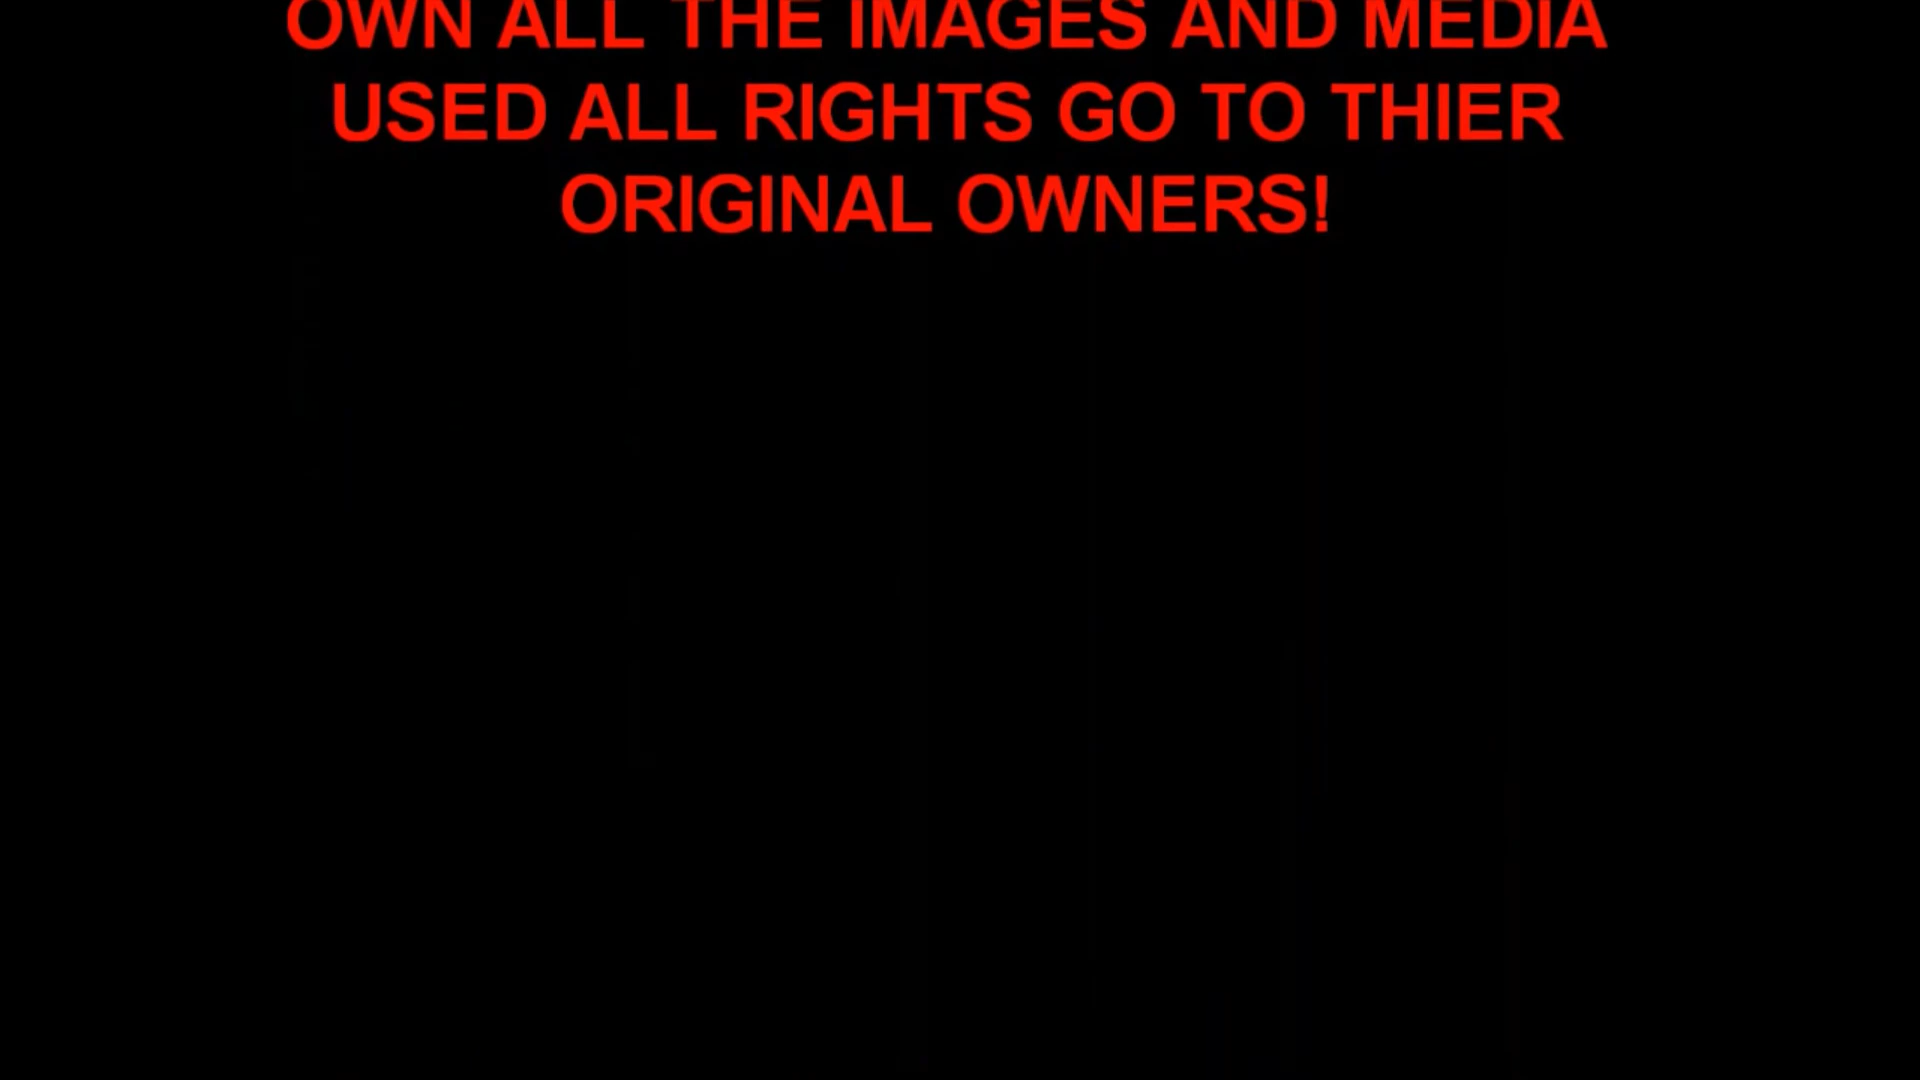 OWN ALL THE IMAGES AND MEDIA
USED ALL RIGHTS GO TO THIER
ORIGINAL OWNERS!